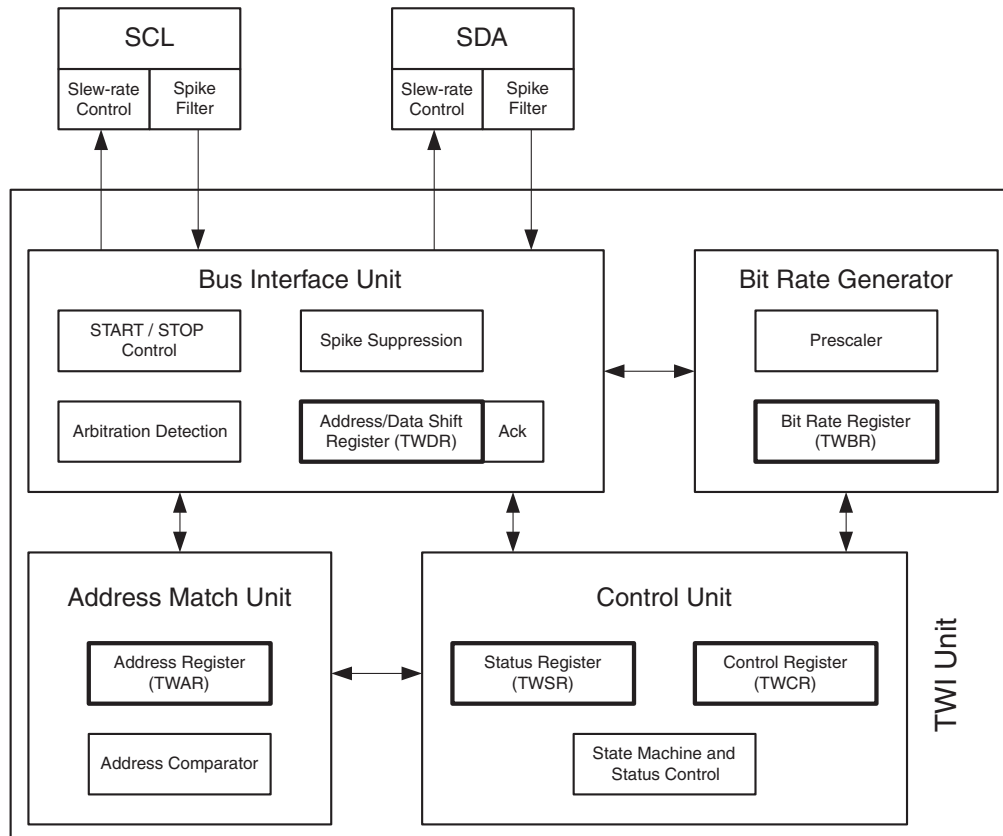 SCL
Slew-rate
Control
Spike
Filter
SDA
Slew-rate
Control
Spike
Filter
Bus Interface Unit
START / STOP
Control
Spike Suppression
Arbitration Detection
Address/Data Shift
Register (TWDR)
Ack
Bit Rate Generator
Prescaler
Bit Rate Register
(TWBR)
Address Match Unit
Address Register
(TWAR)
Address Comparator
Control Unit
Status Register
(TWSR)
Control Register
(TWCR)
State Machine and
Status Control
TWI Unit